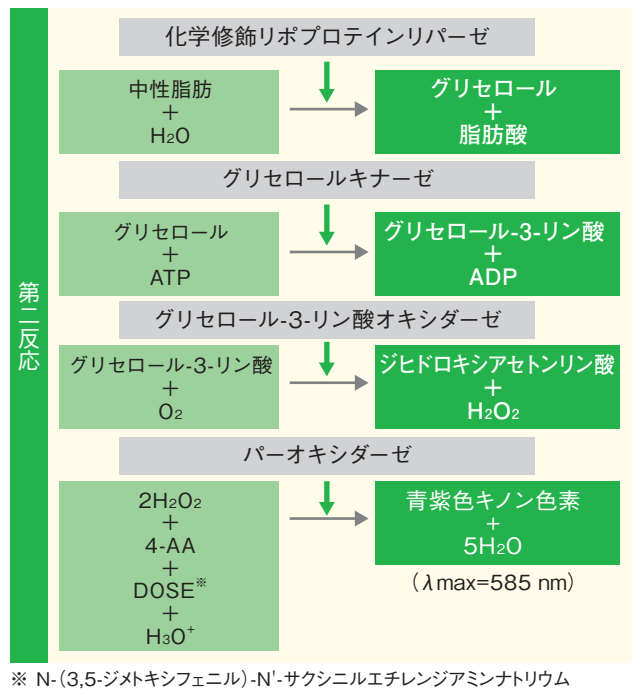 第二反応
化学修飾リポプロテインリパーゼ
中性脂肪
+
H₂O
グリセロール
+
脂肪酸
グリセロールキナーゼ
グリセロール
+
ATP
グリセロール-3-リン酸
+
ADP
グリセロール-3-リン酸オキシダーゼ
グリセロール-3-リン酸
+
O₂
ジヒドロキシアセトンリン酸
+
H₂O₂
パーオキシダーゼ
2H₂O₂
+
4-AA
+
DOSE※
+
H₃O⁺
青紫色キノン色素
+
5H₂O
（λmax=585 nm）
※ N-（3,5-ジメトキシフェニル）-N'-サクシニルエチレンジアミンナトリウム